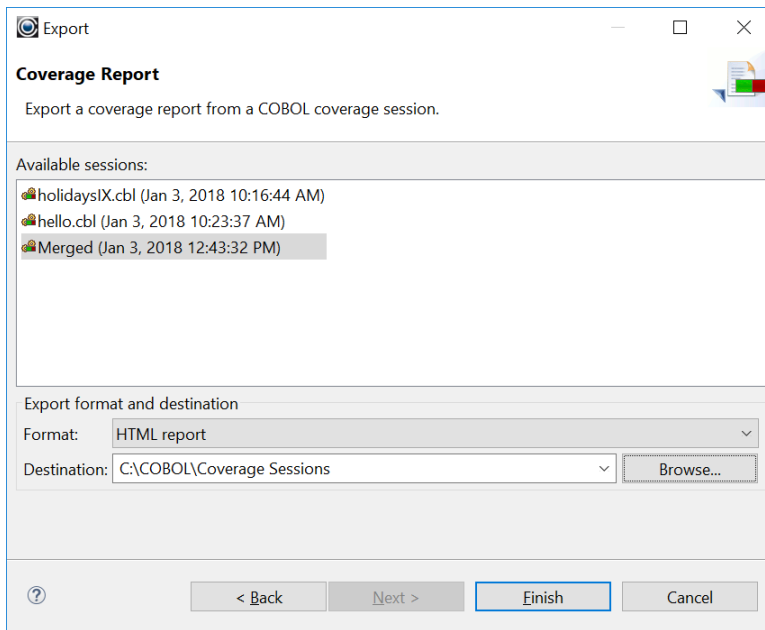 Export
Coverage Report
Export a coverage report from a COBOL coverage session.
Available sessions:
holidaysIX.cbl (Jan 3, 2018 10:16:44 AM)
hello.cbl (Jan 3, 2018 10:23:37 AM)
Merged (Jan 3, 2018 12:43:32 PM)
Export format and destination
Format: HTML report
Destination: C:\COBOL\Coverage Sessions Browse...
? < Back Next > Finish Cancel